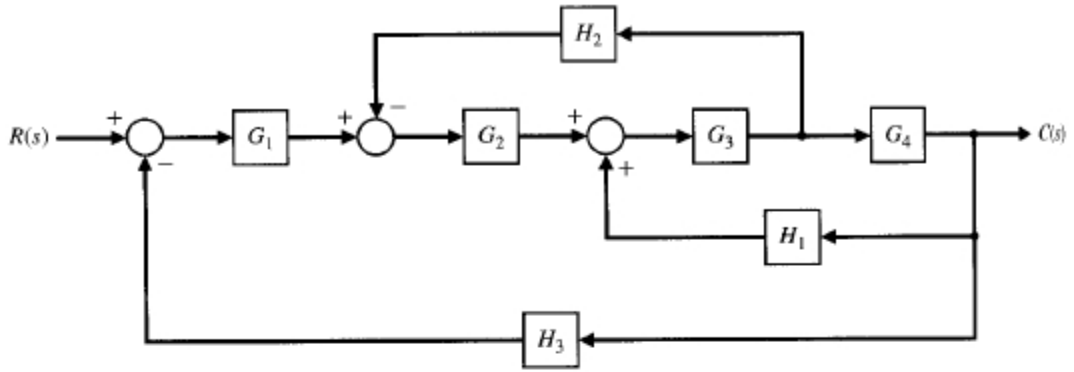 H₂
+
−
+
+
R(s)
G₁
G₂
G₃
G₄
C(s)
−
+
H₁
H₃